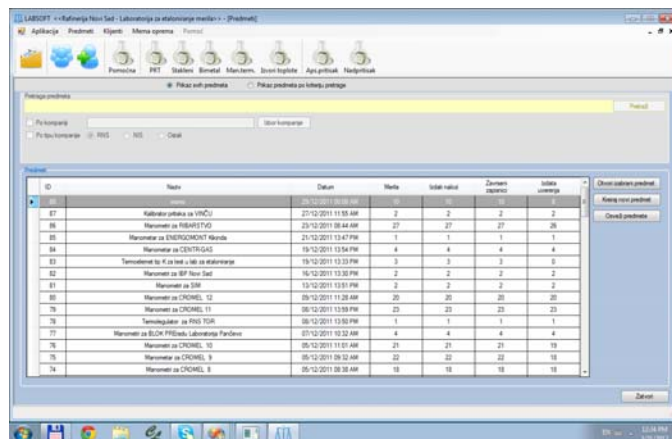 LABSOFT <<Rafinerija Novi Sad - Laboratorija za etaloniranje merila>> - [Predmeti]
Aplikacija Predmeti Klijenti Merna oprema Pomoć
Pomoćna PRT Stakleni Bimetal Man.term. Izvori toplote Aps.pritisak Nadpritisak
Prikaz svih predmeta Prikaz predmeta po kriteriju pretrage
Pretraga predmeta
Pretraži
Po kompaniji Izbor kompanije
Po tipu kompanije RNS NIS Ostali
Predmeti
ID Naziv Datum Merila Izdati nalozi Završeni zapisnici Izdata uverenja
Otvori izabrani predmet
87 Kalibrator pritiska za VINČU 27/12/2011 11:55 AM 2 2 2 2
Kreiraj novi predmet
86 Manometri za RIBARSTVO 23/12/2011 08:44 AM 27 27 27 26
85 Manometar za ENERGOMONT Kikinda 21/12/2011 13:47 PM 1 1 1 1
Osveži predmete
84 Manometar za CENTR-GAS 19/12/2011 13:54 PM 4 4 4 4
83 19/12/2011 13:33 PM 3 3 3 0
82 Manometri za IBP Novi Sad 16/12/2011 13:30 PM 2 2 2 2
81 Manometri za SIM 13/12/2011 13:51 PM 2 2 2 2
80 Manometri za CROMEL 12 09/12/2011 11:28 AM 20 20 20 20
79 Manometri za CROMEL 11 08/12/2011 13:59 PM 23 23 23 23
78 Termoregulator za RNS TOR 08/12/2011 13:50 PM 1 1 1 1
77 07/12/2011 10:32 AM 4 4 4 4
76 Manometri za CROMEL 10 05/12/2011 11:01 AM 21 21 21 19
75 Manometar za CROMEL 9 05/12/2011 09:32 AM 22 22 22 18
74 Manometri za CROMEL 8 05/12/2011 08:38 AM 18 18 18 18
Zatvori
EN 12:34 PM